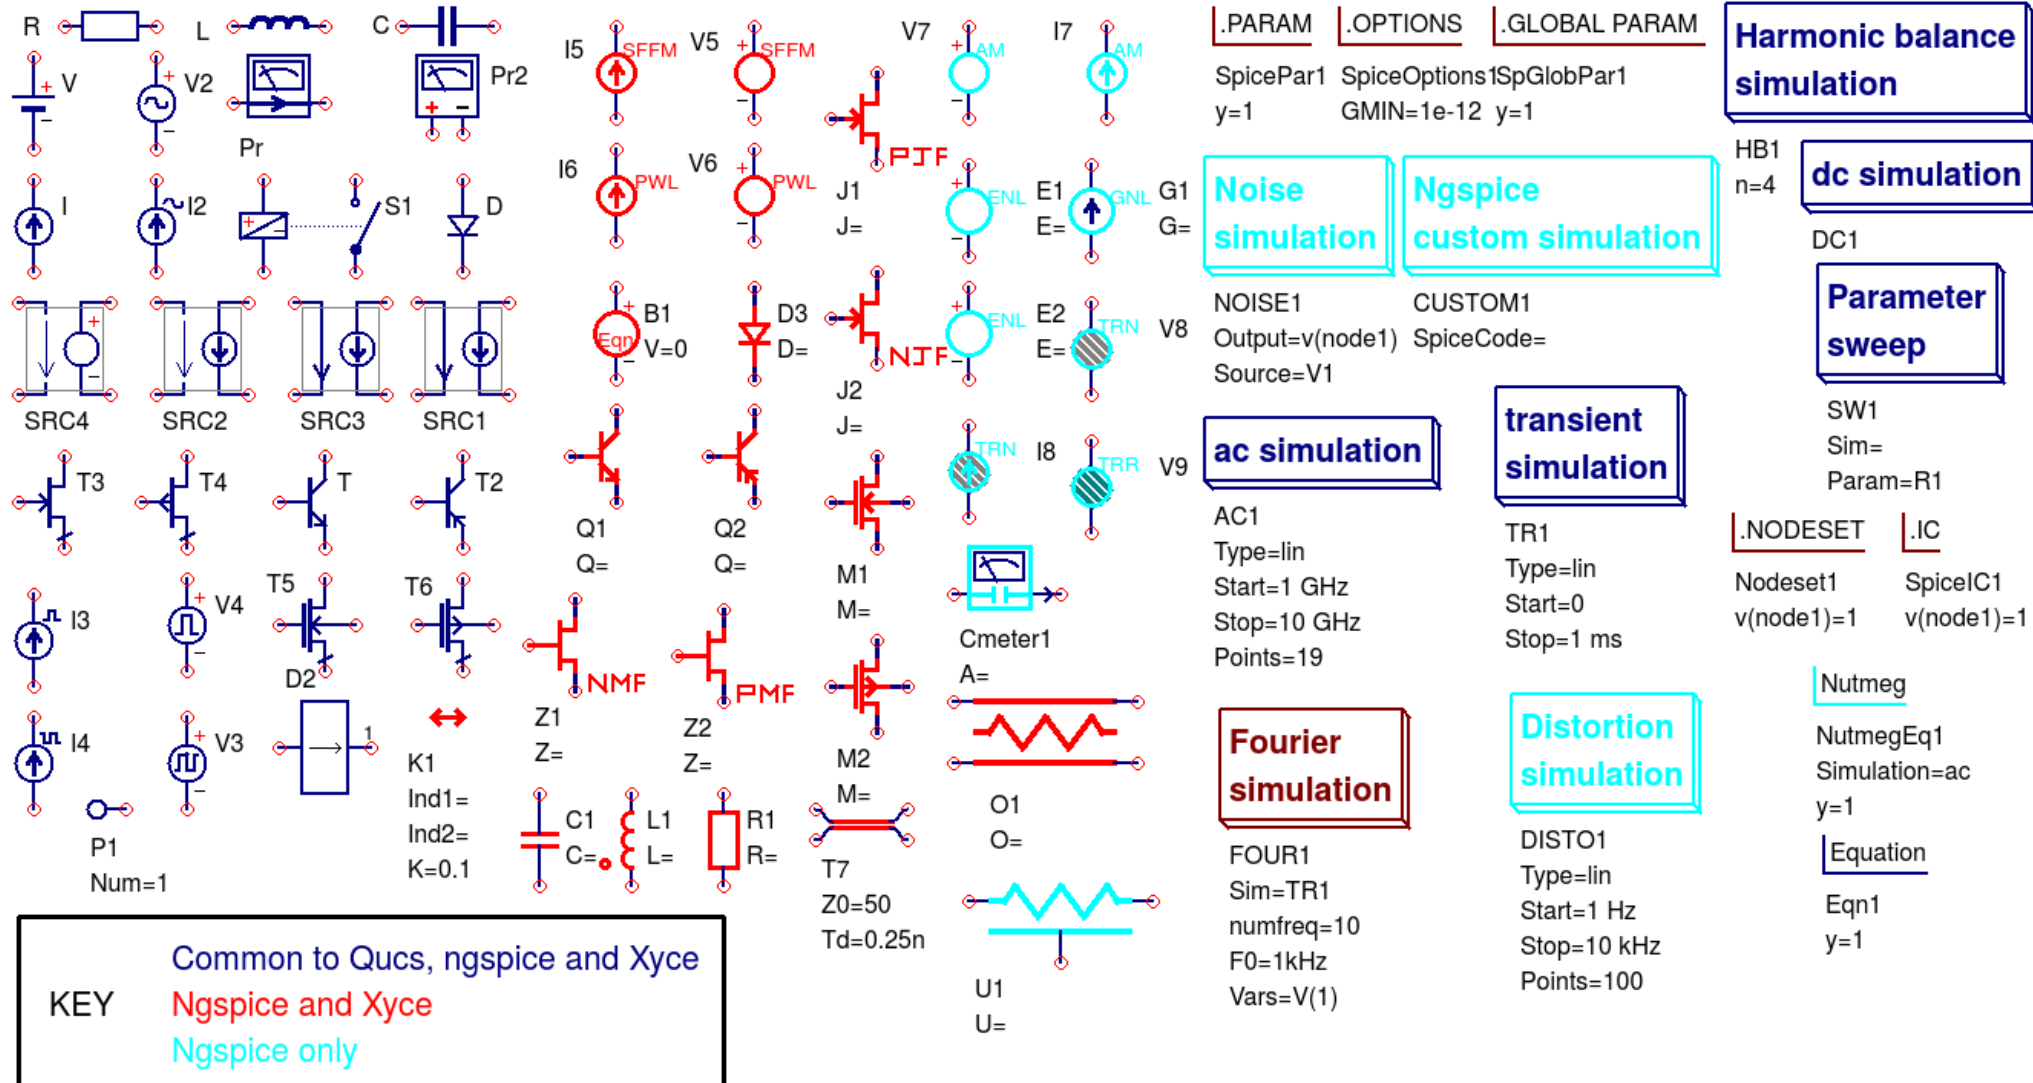 R
L
C
V
V2
Pr
Pr2
I
I2
S1
D
SRC4
SRC2
SRC3
SRC1
T3
T4
T
T2
I3
V4
T5
T6
I4
V3
D2
1
P1
Num=1
K1
Ind1=
Ind2=
K=0.1
I5
SFFM
V5
SFFM
I6
PWL
V6
PWL
B1
V=0
Eqn
D3
D=
Q1
Q=
Q2
Q=
NMF
Z1
Z=
PMF
Z2
Z=
C1
C=
L1
L=
R1
R=
PJF
J1
J=
NJF
J2
J=
M1
M=
M2
M=
T7
Z0=50
Td=0.25n
V7
AM
I7
AM
ENL
E1
E=
GNL
G1
G=
ENL
E2
E=
TRN
V8
TRN
I8
TRR
V9
Cmeter1
A=
O1
O=
U1
U=
.PARAM
SpicePar1
y=1
.OPTIONS
SpiceOptions1
GMIN=1e-12
.GLOBAL PARAM
SpGlobPar1
y=1
Harmonic balance
simulation
HB1
n=4
dc simulation
DC1
Noise
simulation
NOISE1
Output=v(node1)
Source=V1
Ngspice
custom simulation
CUSTOM1
SpiceCode=
Parameter
sweep
SW1
Sim=
Param=R1
ac simulation
AC1
Type=lin
Start=1 GHz
Stop=10 GHz
Points=19
transient
simulation
TR1
Type=lin
Start=0
Stop=1 ms
.NODESET
Nodeset1
v(node1)=1
.IC
SpiceIC1
v(node1)=1
Fourier
simulation
FOUR1
Sim=TR1
numfreq=10
F0=1kHz
Vars=V(1)
Distortion
simulation
DISTO1
Type=lin
Start=1 Hz
Stop=10 kHz
Points=100
Nutmeg
NutmegEq1
Simulation=ac
y=1
Equation
Eqn1
y=1
KEY
Common to Qucs, ngspice and Xyce
Ngspice and Xyce
Ngspice only